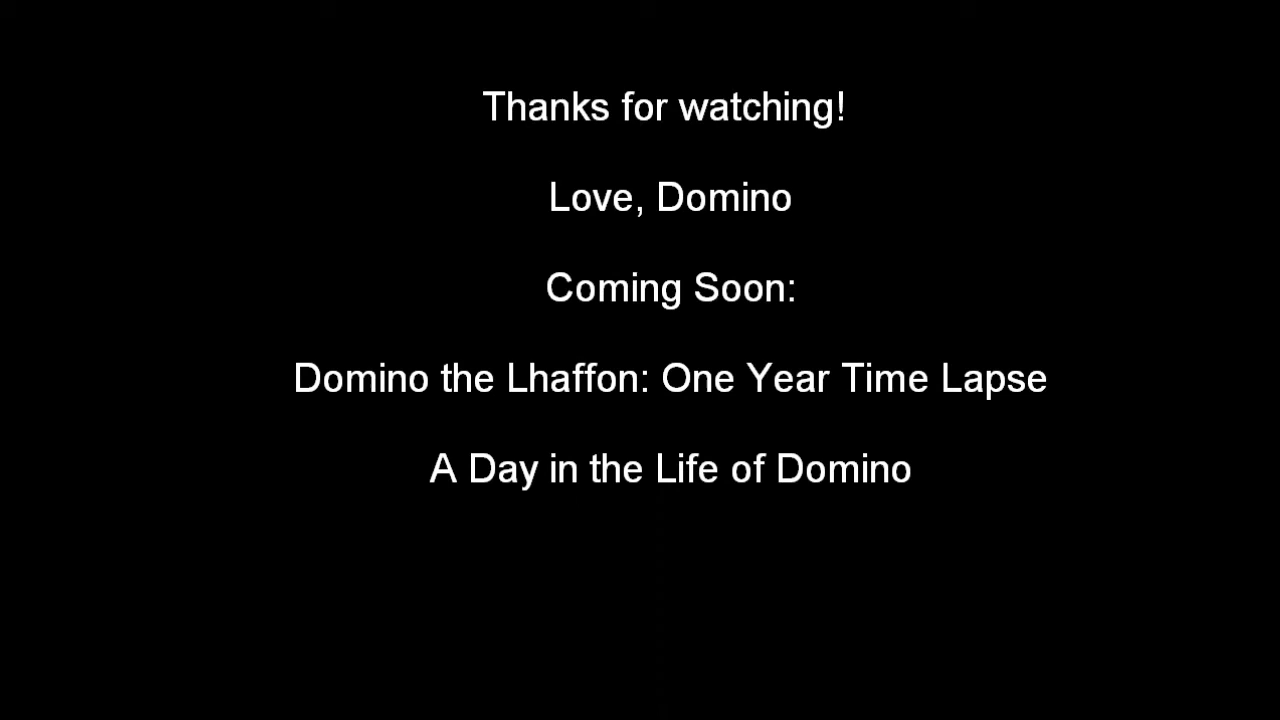 Thanks for watching!
Love, Domino
Coming Soon:
Domino the Lhaffon: One Year Time Lapse
A Day in the Life of Domino